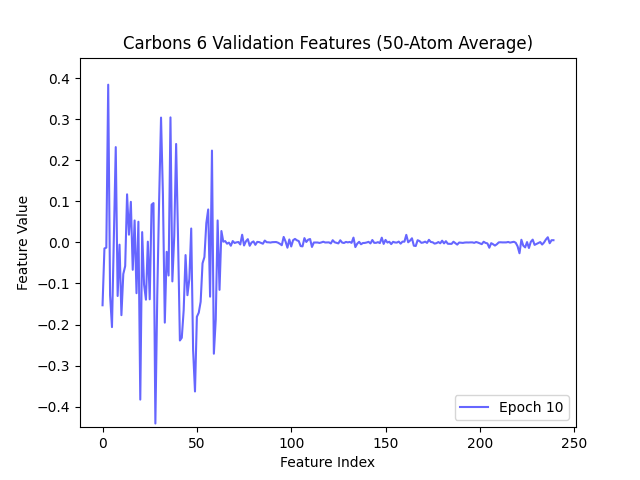 Carbons 6 Validation Features (50-Atom Average)
Feature Value
0.4
0.3
0.2
0.1
0.0
−0.1
−0.2
−0.3
−0.4
Epoch 10
0 50 100 150 200 250
Feature Index